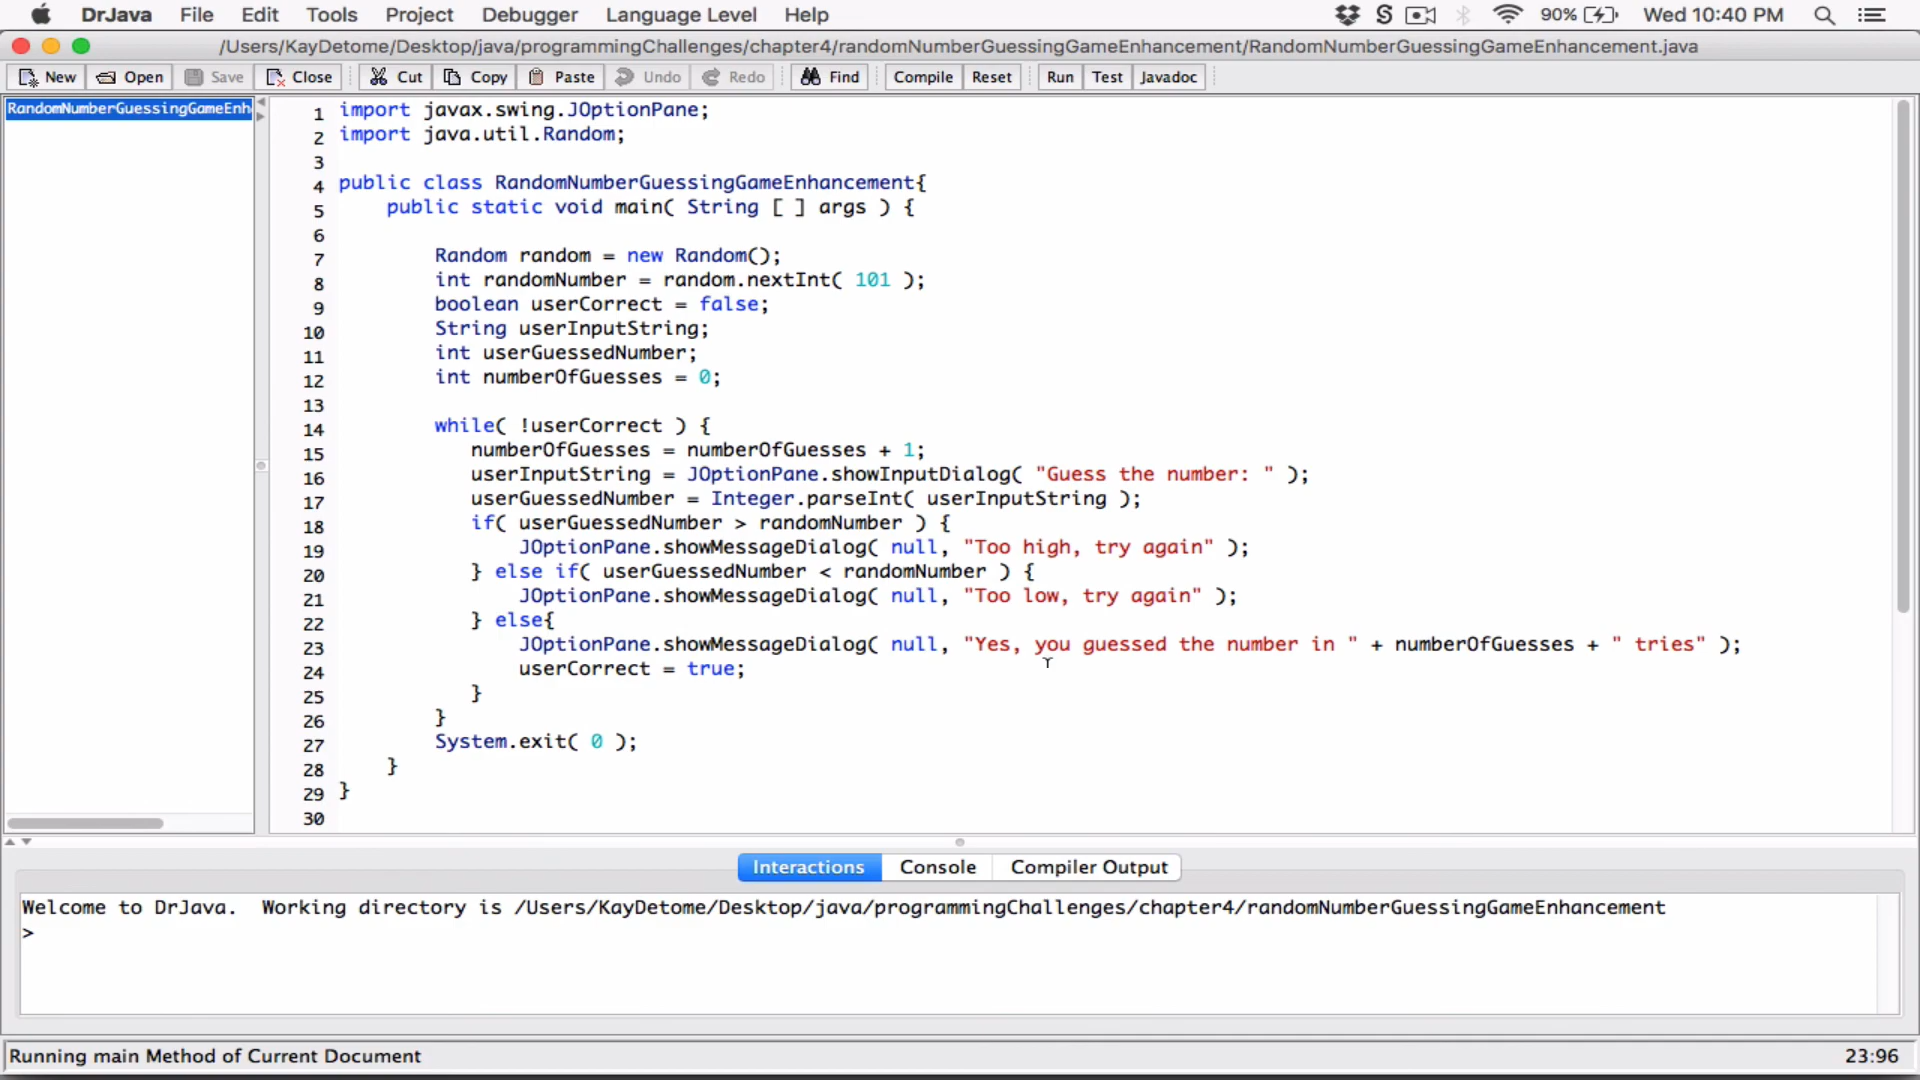 DrJava File Edit Tools Project Debugger Language Level Help 90% Wed 10:40 PM
/Users/KayDetome/Desktop/java/programmingChallenges/chapter4/randomNumberGuessingGameEnhancement/RandomNumberGuessingGameEnhancement.java
New Open Save Close Cut Copy Paste Undo Redo Find Compile Reset Run Test Javadoc
RandomNumberGuessingGameEnh
1 import javax.swing.JOptionPane;
2 import java.util.Random;
3
4 public class RandomNumberGuessingGameEnhancement{
5 public static void main( String [ ] args ) {
6
7 Random random = new Random();
8 int randomNumber = random.nextInt( 101 );
9 boolean userCorrect = false;
10 String userInputString;
11 int userGuessedNumber;
12 int numberOfGuesses = 0;
13
14 while( !userCorrect ) {
15 numberOfGuesses = numberOfGuesses + 1;
16 userInputString = JOptionPane.showInputDialog( "Guess the number: " );
17 userGuessedNumber = Integer.parseInt( userInputString );
18 if( userGuessedNumber > randomNumber ) {
19 JOptionPane.showMessageDialog( null, "Too high, try again" );
20 } else if( userGuessedNumber < randomNumber ) {
21 JOptionPane.showMessageDialog( null, "Too low, try again" );
22 } else{
23 JOptionPane.showMessageDialog( null, "Yes, you guessed the number in " + numberOfGuesses + " tries" );
24 userCorrect = true;
25 }
26 }
27 System.exit( 0 );
28 }
29 }
30
Interactions Console Compiler Output
Welcome to DrJava.  Working directory is /Users/KayDetome/Desktop/java/programmingChallenges/chapter4/randomNumberGuessingGameEnhancement
>
Running main Method of Current Document 23:96